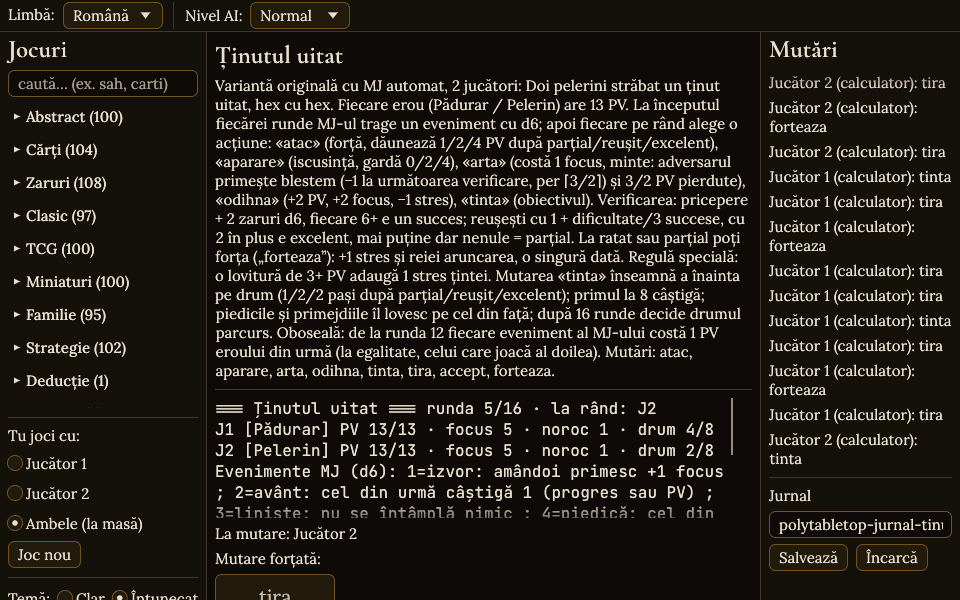 Limbă: Română ▼ Nivel AI: Normal ▼
Jocuri
caută... (ex. sah, carti)
▸ Abstract (100)
▸ Cărți (104)
▸ Zaruri (108)
▸ Clasic (97)
▸ TCG (100)
▸ Miniaturi (100)
▸ Familie (95)
▸ Strategie (102)
▸ Deducție (1)
Tu joci cu:
Jucător 1
Jucător 2
Ambele (la masă)
Joc nou
Temă: Clar Întunecat
Ținutul uitat
Variantă originală cu MJ automat, 2 jucători: Doi pelerini străbat un ținut
uitat, hex cu hex. Fiecare erou (Pădurar / Pelerin) are 13 PV. La începutul
fiecărei runde MJ-ul trage un eveniment cu d6; apoi fiecare pe rând alege o
acțiune: «atac» (forță, dăunează 1/2/4 PV după parțial/reușit/excelent),
«aparare» (iscusință, gardă 0/2/4), «arta» (costă 1 focus, minte: adversarul
primește blestem (−1 la următoarea verificare, per ⌈3/2⌉) și 3/2 PV pierdute),
«odihna» (+2 PV, +2 focus, −1 stres), «tinta» (obiectivul). Verificarea: pricepere
+ 2 zaruri d6, fiecare 6+ e un succes; reușești cu 1 + dificultate/3 succese, cu
2 în plus e excelent, mai puține dar nenule = parțial. La ratat sau parțial poți
forța („forteaza”): +1 stres și reiei aruncarea, o singură dată. Regulă specială:
o lovitură de 3+ PV adaugă 1 stres țintei. Mutarea «tinta» înseamnă a înainta
pe drum (1/2/2 pași după parțial/reușit/excelent); primul la 8 câștigă;
piedicile și primejdiile îl lovesc pe cel din față; după 16 runde decide drumul
parcurs. Oboseală: de la runda 12 fiecare eveniment al MJ-ului costă 1 PV
eroului din urmă (la egalitate, celui care joacă al doilea). Mutări: atac,
aparare, arta, odihna, tinta, tira, accept, forteaza.
═══ Ținutul uitat ═══ runda 5/16 · la rând: J2
J1 [Pădurar] PV 13/13 · focus 5 · noroc 1 · drum 4/8
J2 [Pelerin] PV 13/13 · focus 5 · noroc 1 · drum 2/8
Evenimente MJ (d6): 1=izvor: amândoi primesc +1 focus
; 2=avânt: cel din urmă câștigă 1 (progres sau PV) ;
3=liniște: nu se întâmplă nimic ; 4=piedică: cel din
La mutare: Jucător 2
Mutare forțată:
tira
Mutări
Jucător 2 (calculator): tira
Jucător 2 (calculator):
forteaza
Jucător 2 (calculator): tira
Jucător 1 (calculator): tinta
Jucător 1 (calculator): tira
Jucător 1 (calculator):
forteaza
Jucător 1 (calculator): tira
Jucător 1 (calculator): tira
Jucător 1 (calculator): tinta
Jucător 1 (calculator): tira
Jucător 1 (calculator):
forteaza
Jucător 1 (calculator): tira
Jucător 2 (calculator):
tinta
Jurnal
polytabletop-jurnal-tinu
Salvează Încarcă